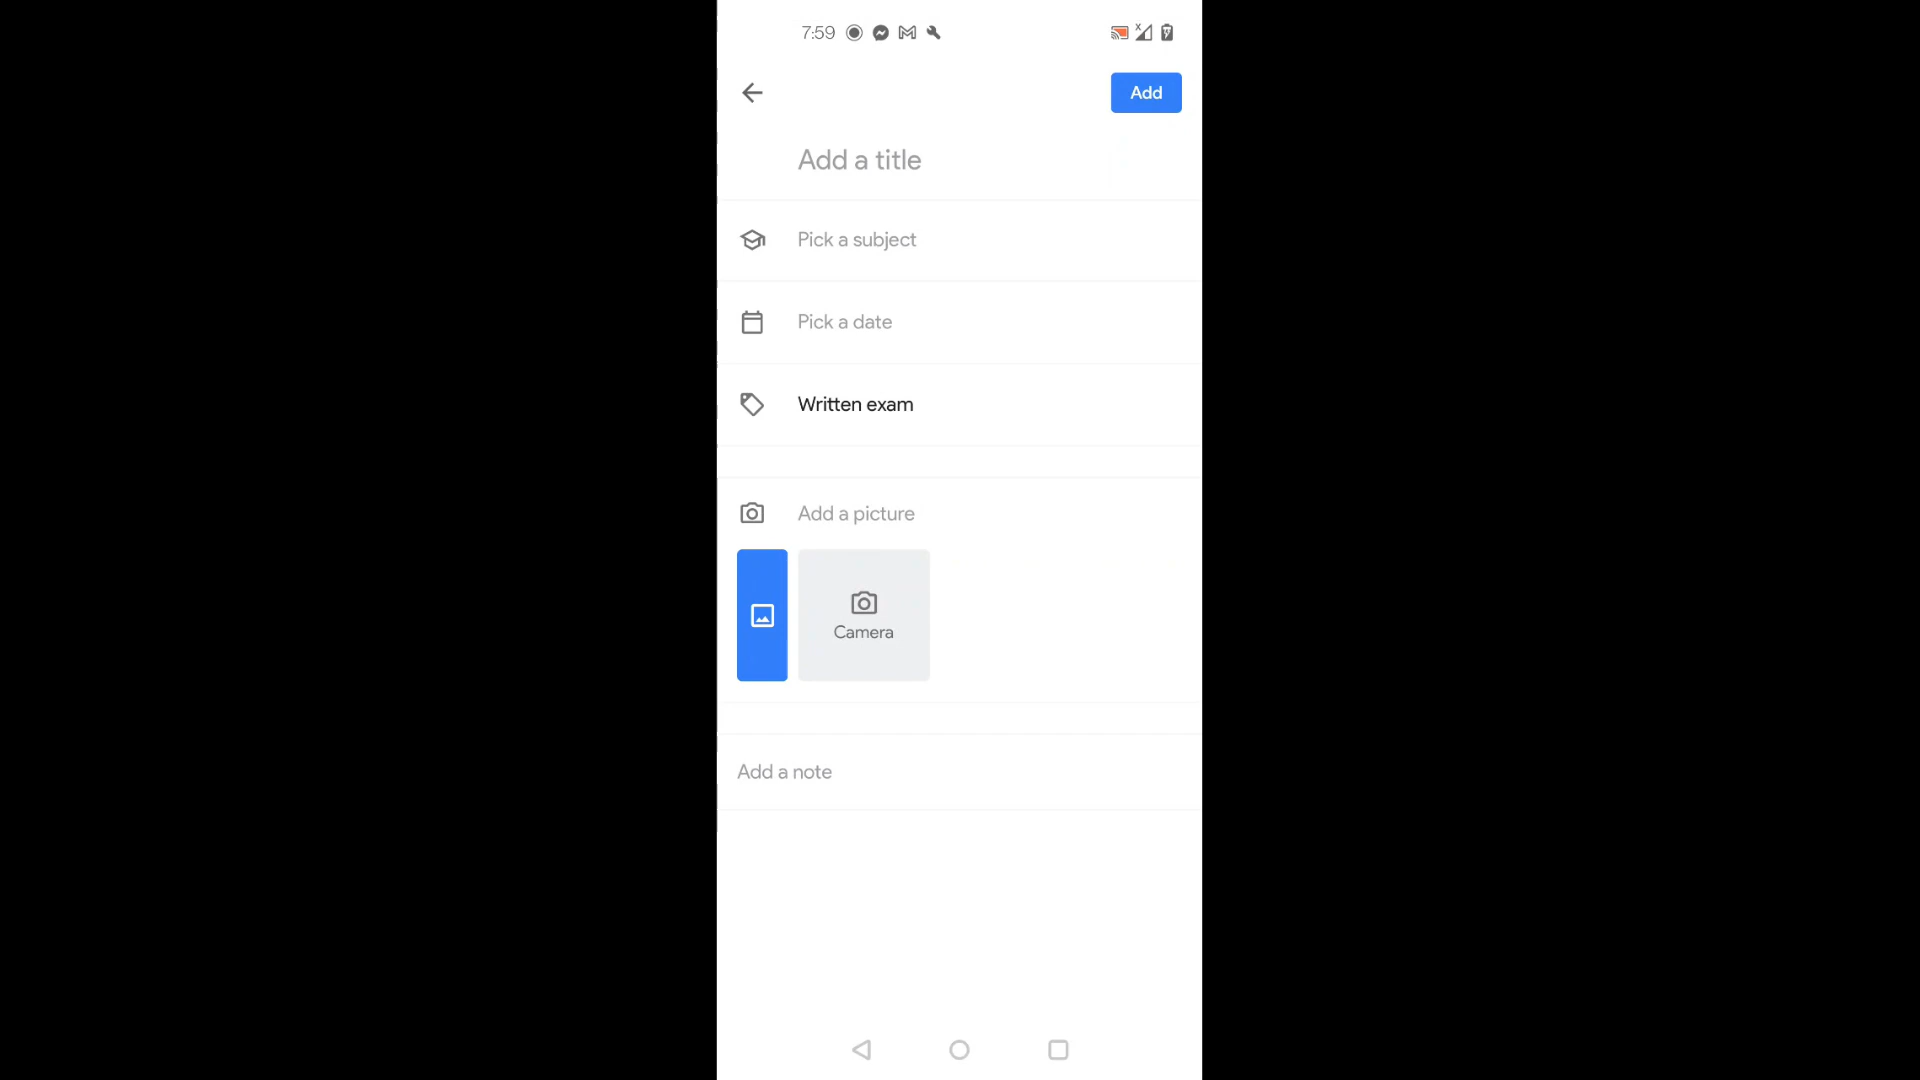 7:59
Add
Add a title
Pick a subject
Pick a date
Written exam
Add a picture
Camera
Add a note